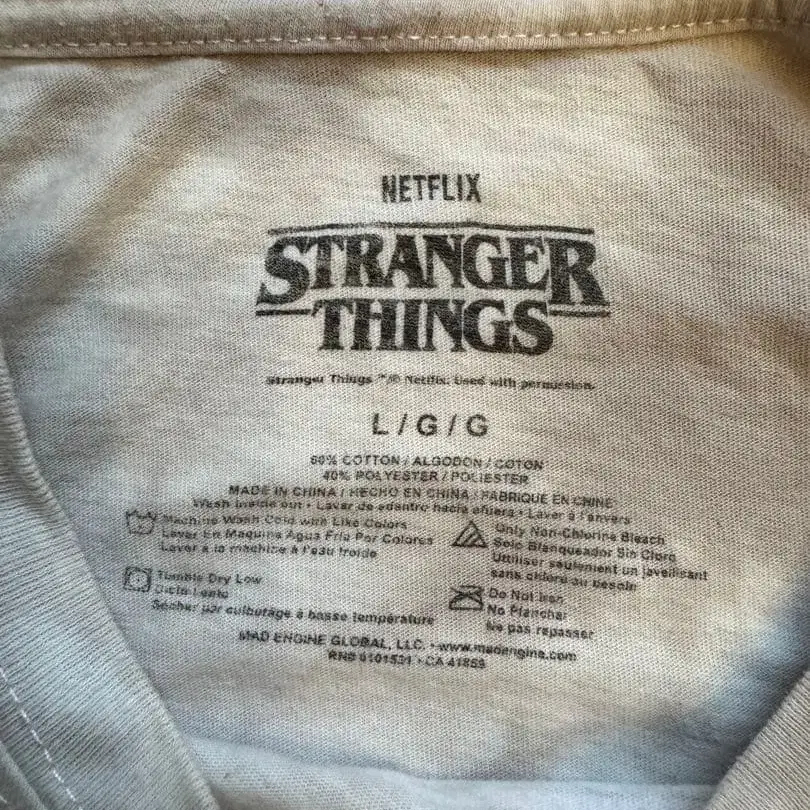 NETFLIX
STRANGER
THINGS
Stranger Things ™/© Netflix. Used with permission.
L / G / G
60% COTTON / ALGODON / COTON
40% POLYESTER / POLIESTER
MADE IN CHINA / HECHO EN CHINA / FABRIQUE EN CHINE
Wash inside out • Lavar de adentro hacia afuera • Laver à l'envers
Machine Wash Cold with Like Colors
Lavar En Maquina Agua Fria Por Colores
Laver à la machine à l'eau froide
Only Non-Chlorine Bleach
Solo Blanqueador Sin Cloro
Utiliser seulement un javellisant
sans chlore au besoin
Tumble Dry Low
Ciclo Lento
Sécher par culbutage à basse température
Do Not Iron
No Planchar
Ne pas repasser
MAD ENGINE GLOBAL, LLC. • www.madengine.com
RN# 0101531 • CA 41859